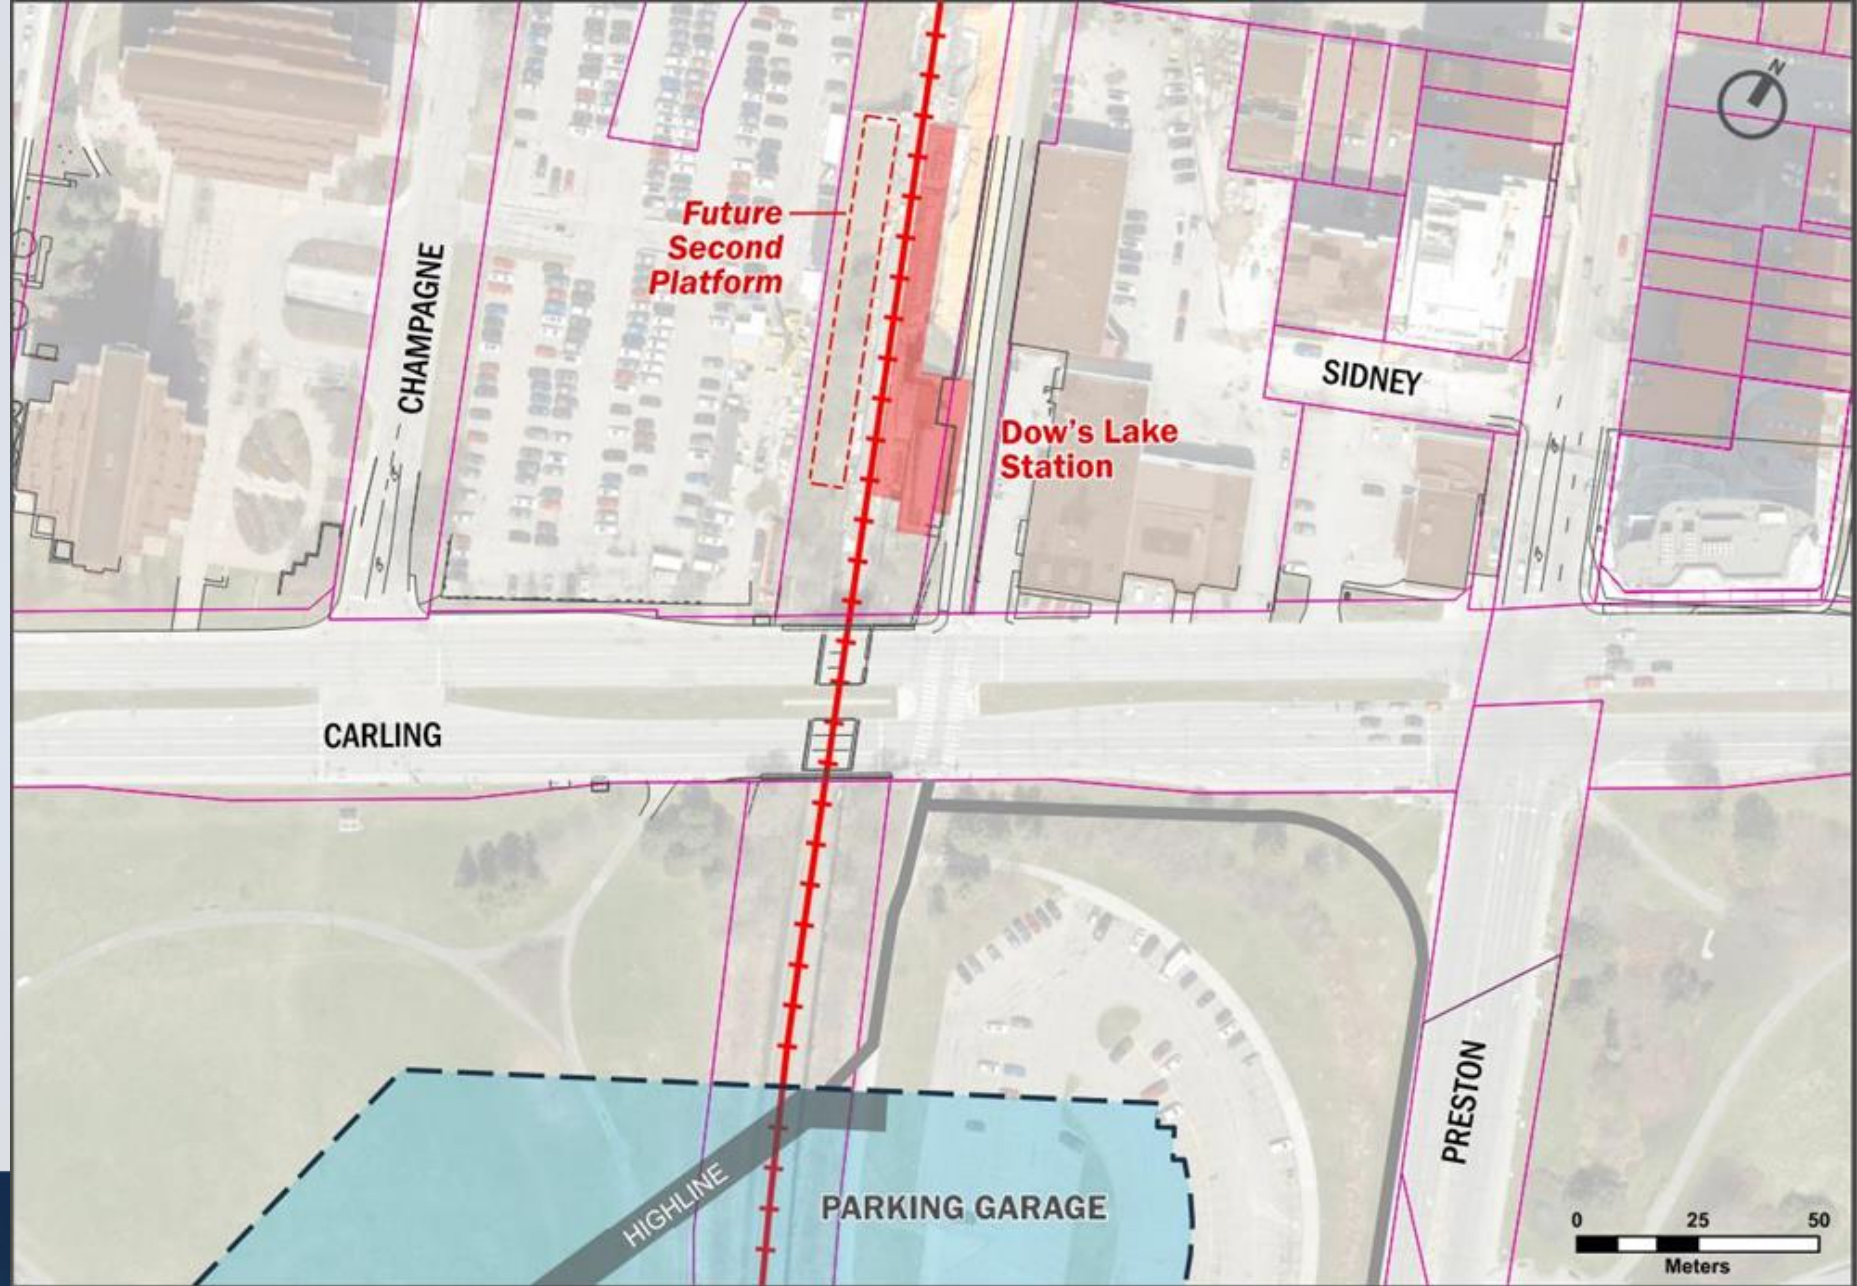 N
Future
Second
Platform
CHAMPAGNE
SIDNEY
Dow's Lake
Station
CARLING
PRESTON
HIGHLINE
PARKING GARAGE
0 25 50
Meters